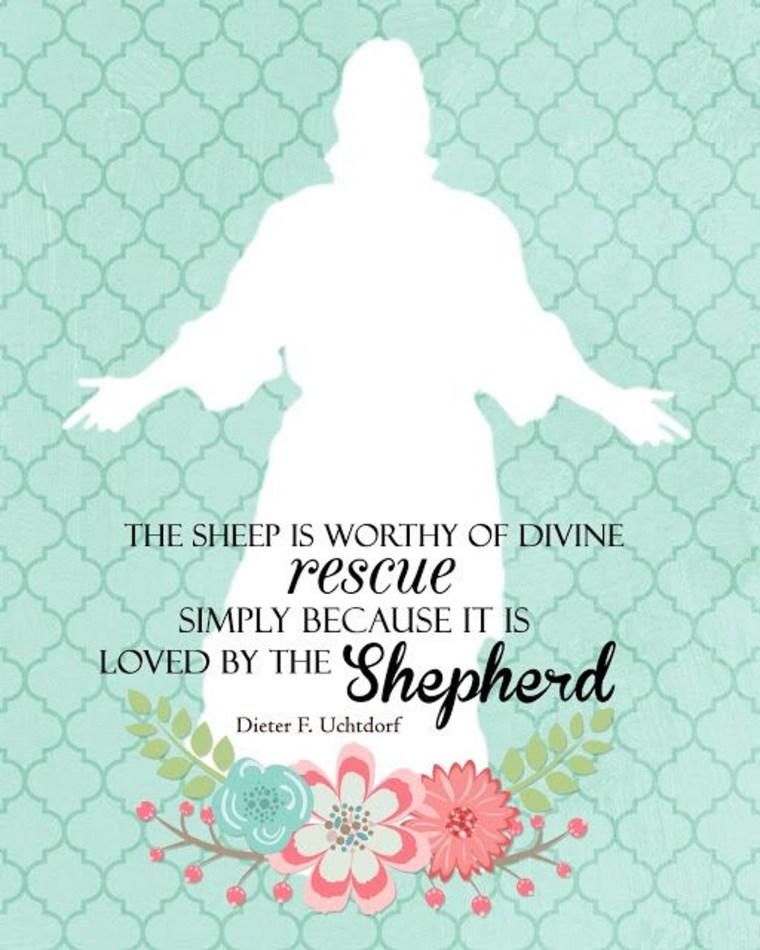 THE SHEEP IS WORTHY OF DIVINE
rescue
SIMPLY BECAUSE IT IS
LOVED BY THE Shepherd
Dieter F. Uchtdorf